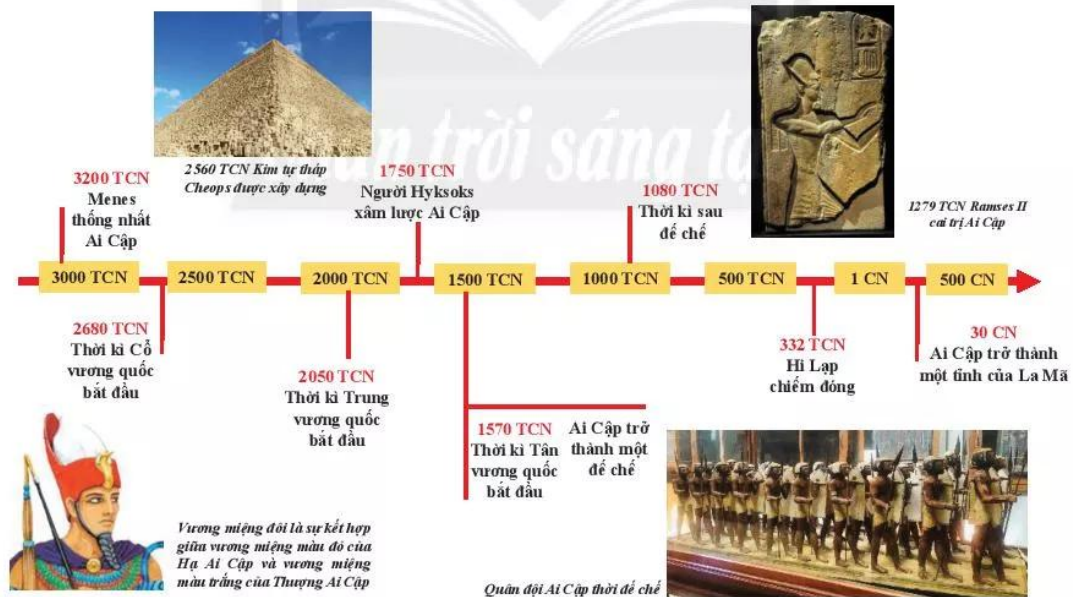 chân trời sáng tạo
2560 TCN Kim tự tháp
Cheops được xây dựng
3200 TCN
Menes
thống nhất
Ai Cập
1750 TCN
Người Hyksoks
xâm lược Ai Cập
1080 TCN
Thời kì sau
đế chế
1279 TCN Ramses II
cai trị Ai Cập
3000 TCN
2500 TCN
2000 TCN
1500 TCN
1000 TCN
500 TCN
1 CN
500 CN
2680 TCN
Thời kì Cổ
vương quốc
bắt đầu
2050 TCN
Thời kì Trung
vương quốc
bắt đầu
1570 TCN
Thời kì Tân
vương quốc
bắt đầu
Ai Cập trở
thành một
đế chế
332 TCN
Hi Lạp
chiếm đóng
30 CN
Ai Cập trở thành
một tỉnh của La Mã
Vương miệng đôi là sự kết hợp
giữa vương miệng màu đỏ của
Hạ Ai Cập và vương miệng
màu trắng của Thượng Ai Cập
Quân đội Ai Cập thời đế chế